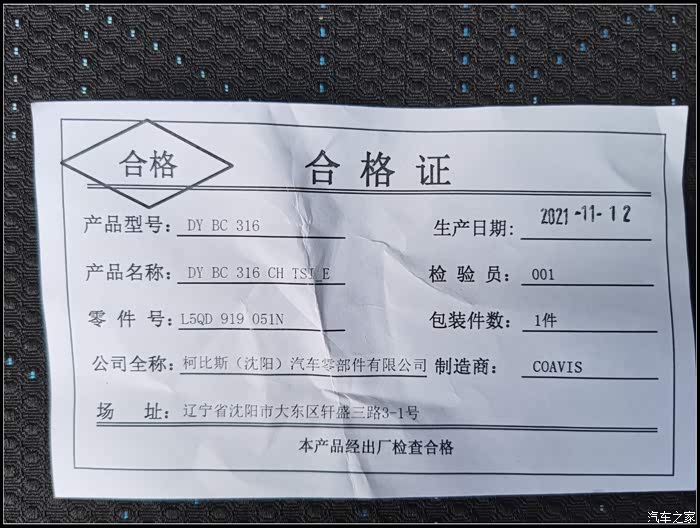 合格
合格证
产品型号: DY BC 316 生产日期: 2021-11-12
产品名称: DY BC 316 CH TSI_E 检验员: 001
零件号: L5QD 919 051N 包装件数: 1件
公司全称: 柯比斯（沈阳）汽车零部件有限公司 制造商: COAVIS
场址: 辽宁省沈阳市大东区轩盛三路3-1号
本产品经出厂检查合格
汽车之家